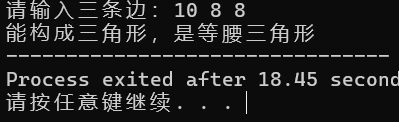 请输入三条边：10 8 8
能构成三角形，是等腰三角形
--------------------------------
Process exited after 18.45 second
请按任意键继续. . .